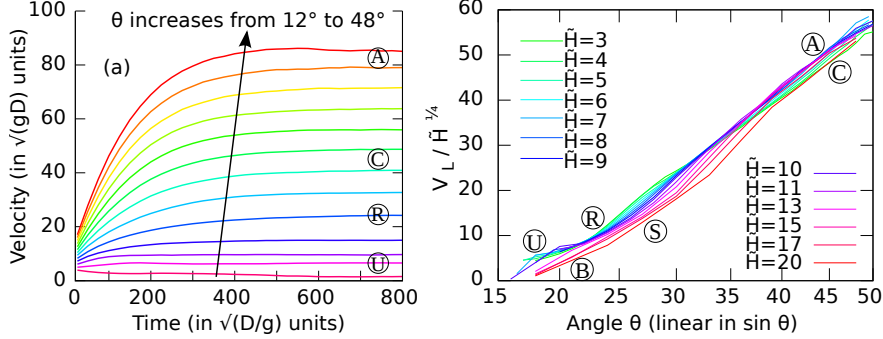 θ increases from 12° to 48°
(a)
Velocity (in √(gD) units)
100
80
60
40
20
0
A
C
R
U
0
200
400
600
800
Time (in √(D/g) units)
V L / H̃ ¼
60
50
40
30
20
10
0
H̃=3
H̃=4
H̃=5
H̃=6
H̃=7
H̃=8
H̃=9
A
C
U
R
S
B
H̃=10
H̃=11
H̃=13
H̃=15
H̃=17
H̃=20
15
20
25
30
35
40
45
50
Angle θ (linear in sin θ)